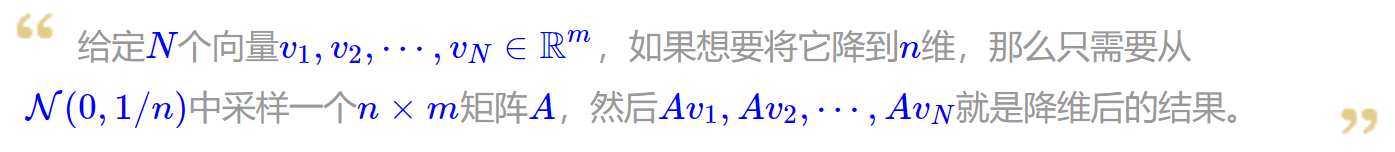 “ 给定N个向量v₁, v₂, ⋯, v_N ∈ ℝᵐ，如果想要将它降到n维，那么只需要从
𝒩(0, 1/n)中采样一个n × m矩阵A，然后Av₁, Av₂, ⋯, Av_N就是降维后的结果。 ”